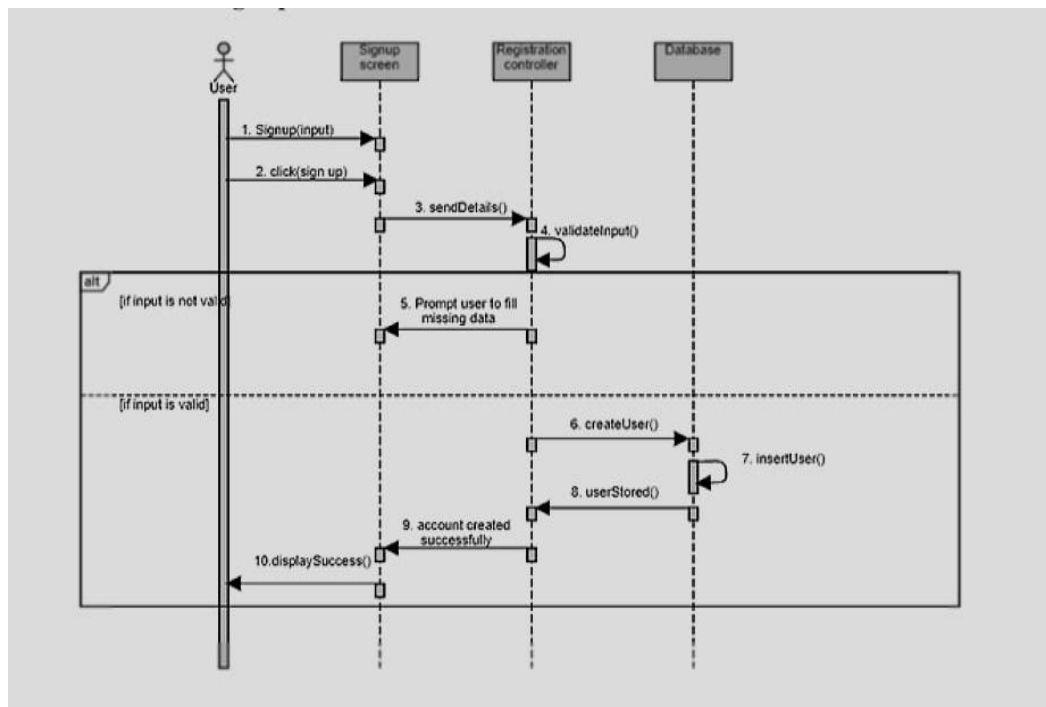 Signup
screen
Registration
controller
Database
User
1. Signup(input)
2. click(sign up)
3. sendDetails()
4. validateInput()
alt
[if input is not valid]
5. Prompt user to fill
missing data
[if input is valid]
6. createUser()
7. insertUser()
8. userStored()
9. account created
successfully
10.displaySuccess()